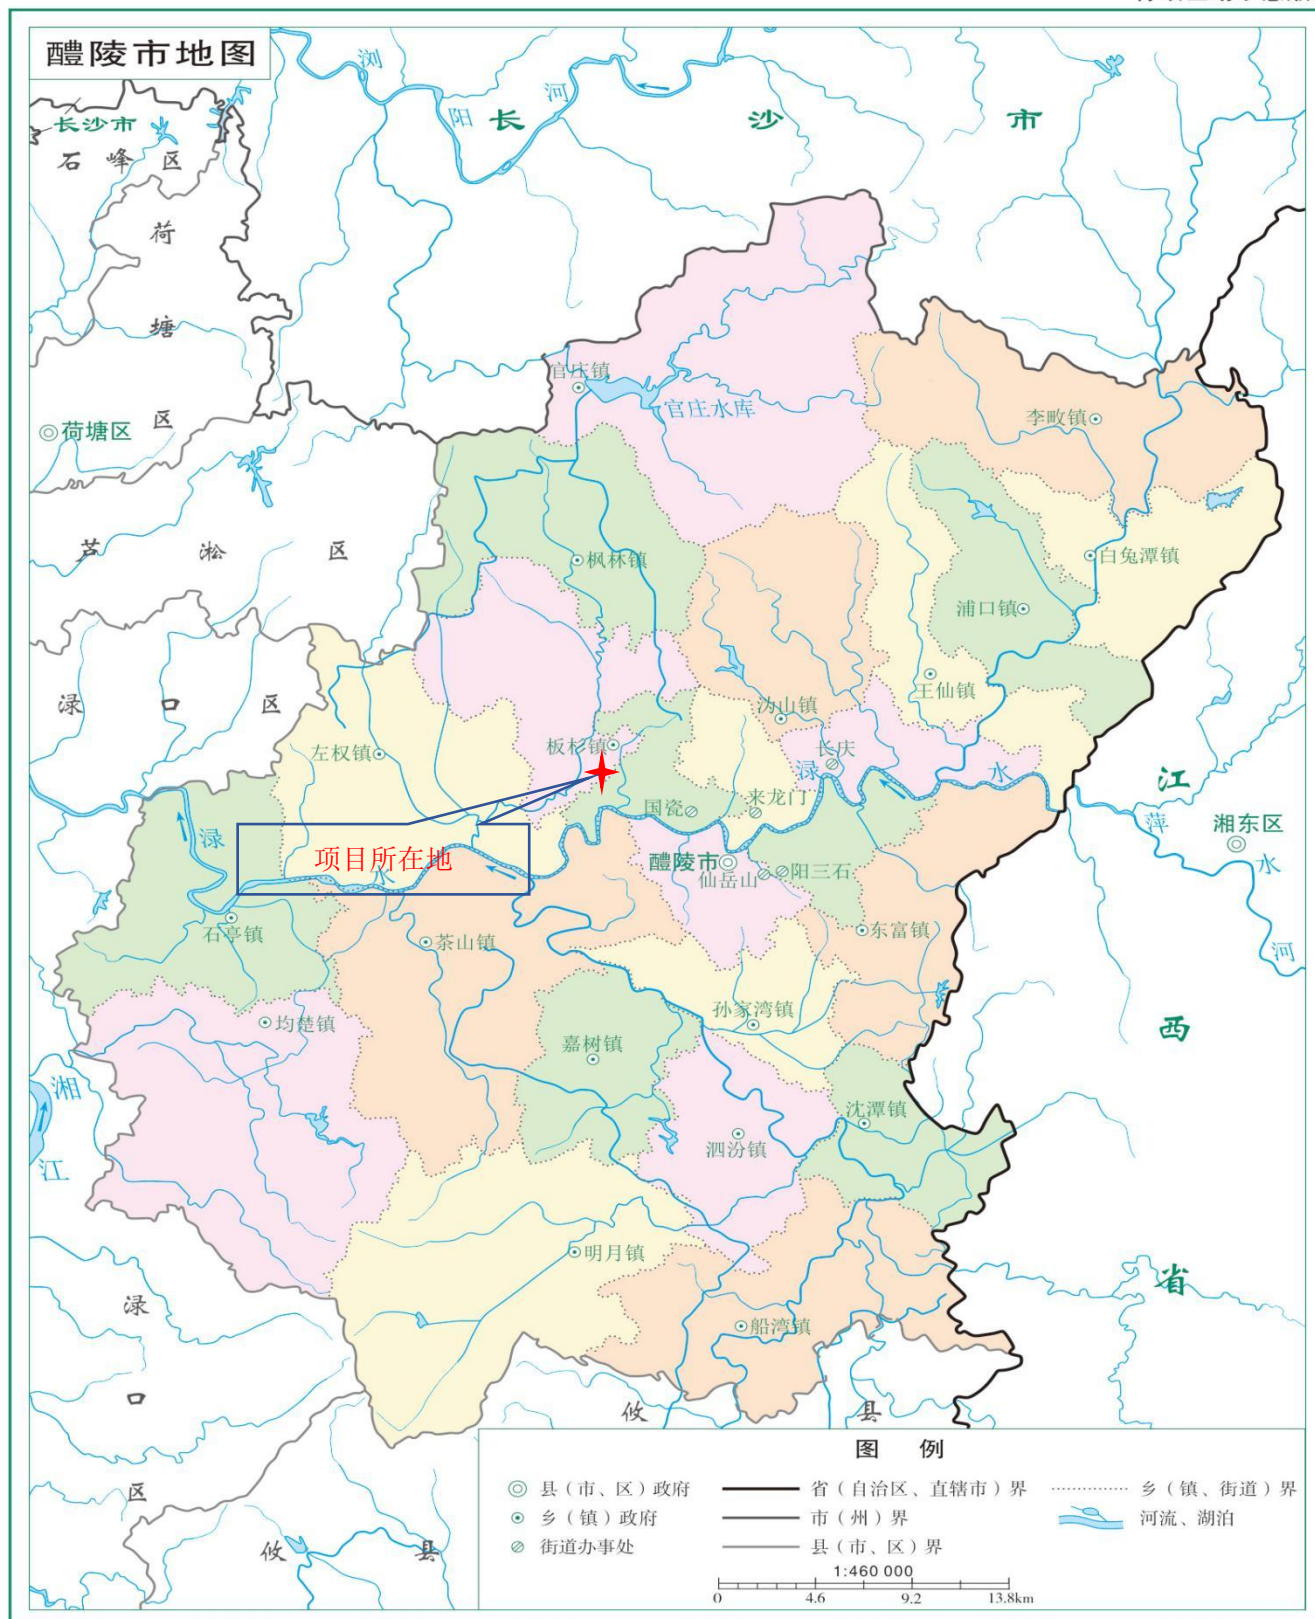 醴陵市地图
浏
阳
河
长沙市
长沙市
石峰区
荷
塘
区
荷塘区
官庄镇
官庄水库
李畋镇
芦淞区
枫林镇
白兔潭镇
浦口镇
渌口区
王仙镇
沩山镇
左权镇
板杉镇
长庆
渌
水
江
国瓷
来龙门
萍
湘东区
渌
项目所在地
醴陵市
仙岳山
阳三石
水
石亭镇
茶山镇
东富镇
河
均楚镇
孙家湾镇
西
嘉树镇
湘
沈潭镇
泗汾镇
江
明月镇
省
渌
船湾镇
口
攸县
区
攸县
图例
县（市、区）政府
省（自治区、直辖市）界
乡（镇、街道）界
乡（镇）政府
市（州）界
河流、湖泊
街道办事处
县（市、区）界
1:460 000
0 4.6 9.2 13.8km